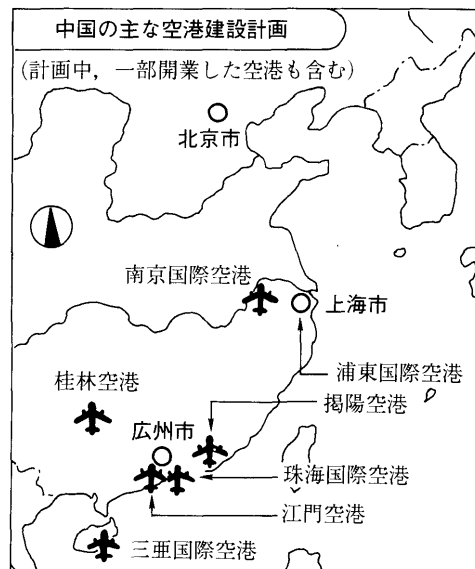 中国の主な空港建設計画
(計画中，一部開業した空港も含む)
北京市
南京国際空港
上海市
浦東国際空港
桂林空港
掲陽空港
広州市
珠海国際空港
江門空港
三亜国際空港